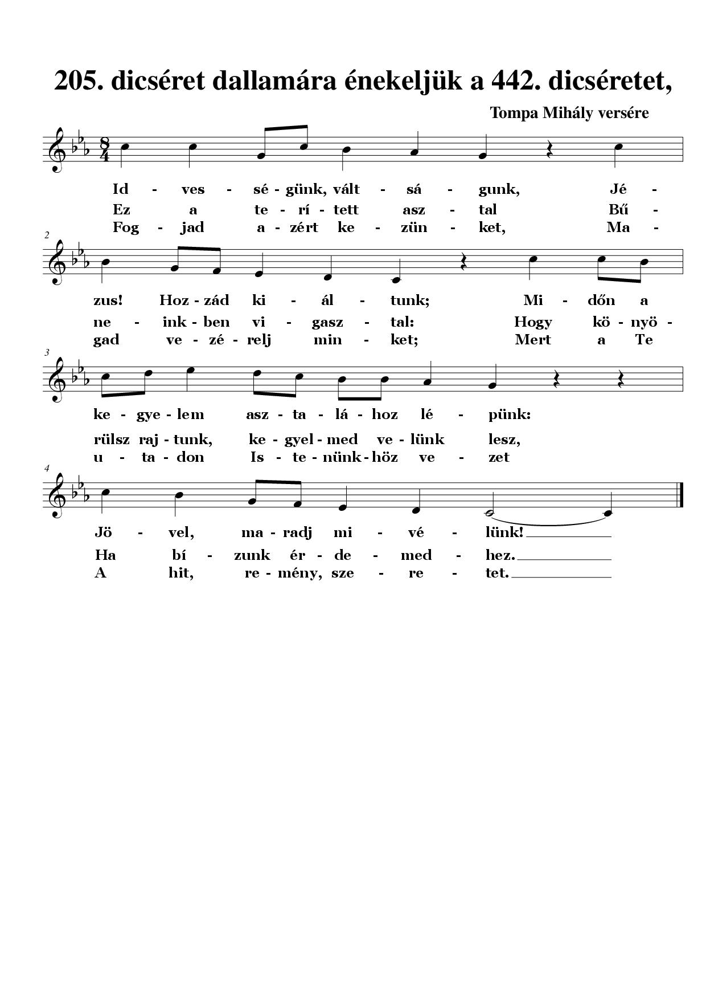 205. dicséret dallamára énekeljük a 442. dicséretet,
Tompa Mihály versére
8
4
Id - ves - sé - günk, vált - sá - gunk, Jé -
Ez a te - rí - tett asz - tal Bű -
Fog - jad a - zért ke - zün - ket, Ma -
2
zus! Hoz - zád ki - ál - tunk; Mi - dőn a
ne - ink - ben vi - gasz - tal: Hogy kö - nyö -
gad ve - zé - relj min - ket; Mert a Te
3
ke - gye - lem asz - ta - lá - hoz lé - pünk:
rülsz raj - tunk, ke - gyel - med ve - lünk lesz,
u - ta - don Is - te - nünk - höz ve - zet
4
Jö - vel, ma - radj mi - vé - lünk!
Ha bí - zunk ér - de - med - hez.
A hit, re - mény, sze - re - tet.